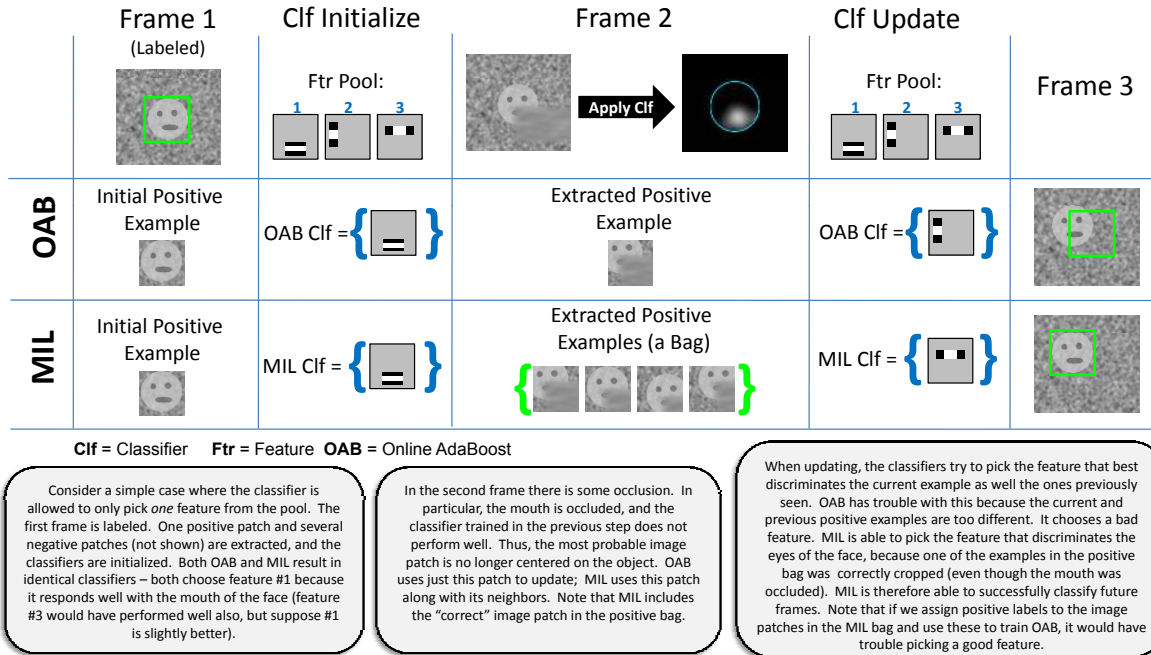 Frame 1
(Labeled)
Clf Initialize
Ftr Pool:
1 2 3
Frame 2
Apply Clf
Clf Update
Ftr Pool:
1 2 3
Frame 3
OAB
Initial Positive
Example
OAB Clf =
Extracted Positive
Example
OAB Clf =
MIL
Initial Positive
Example
MIL Clf =
Extracted Positive
Examples (a Bag)
MIL Clf =
Clf = Classifier Ftr = Feature OAB = Online AdaBoost
Consider a simple case where the classifier is
allowed to only pick one feature from the pool. The
first frame is labeled. One positive patch and several
negative patches (not shown) are extracted, and the
classifiers are initialized. Both OAB and MIL result in
identical classifiers – both choose feature #1 because
it responds well with the mouth of the face (feature
#3 would have performed well also, but suppose #1
is slightly better).
In the second frame there is some occlusion. In
particular, the mouth is occluded, and the
classifier trained in the previous step does not
perform well. Thus, the most probable image
patch is no longer centered on the object. OAB
uses just this patch to update; MIL uses this patch
along with its neighbors. Note that MIL includes
the “correct” image patch in the positive bag.
When updating, the classifiers try to pick the feature that best
discriminates the current example as well the ones previously
seen. OAB has trouble with this because the current and
previous positive examples are too different. It chooses a bad
feature. MIL is able to pick the feature that discriminates the
eyes of the face, because one of the examples in the positive
bag was correctly cropped (even though the mouth was
occluded). MIL is therefore able to successfully classify future
frames. Note that if we assign positive labels to the image
patches in the MIL bag and use these to train OAB, it would have
trouble picking a good feature.